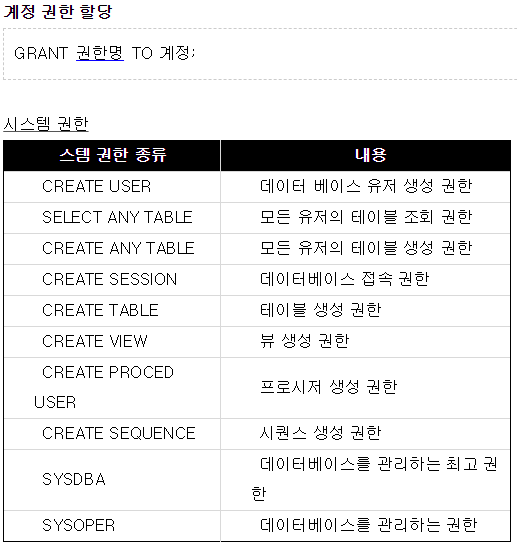 계정 권한 할당
GRANT 권한명 TO 계정;
시스템 권한
스템 권한 종류 내용
CREATE USER 데이터 베이스 유저 생성 권한
SELECT ANY TABLE 모든 유저의 테이블 조회 권한
CREATE ANY TABLE 모든 유저의 테이블 생성 권한
CREATE SESSION 데이터베이스 접속 권한
CREATE TABLE 테이블 생성 권한
CREATE VIEW 뷰 생성 권한
CREATE PROCED
USER
프로시저 생성 권한
CREATE SEQUENCE 시퀀스 생성 권한
SYSDBA
데이터베이스를 관리하는 최고 권
한
SYSOPER 데이터베이스를 관리하는 권한